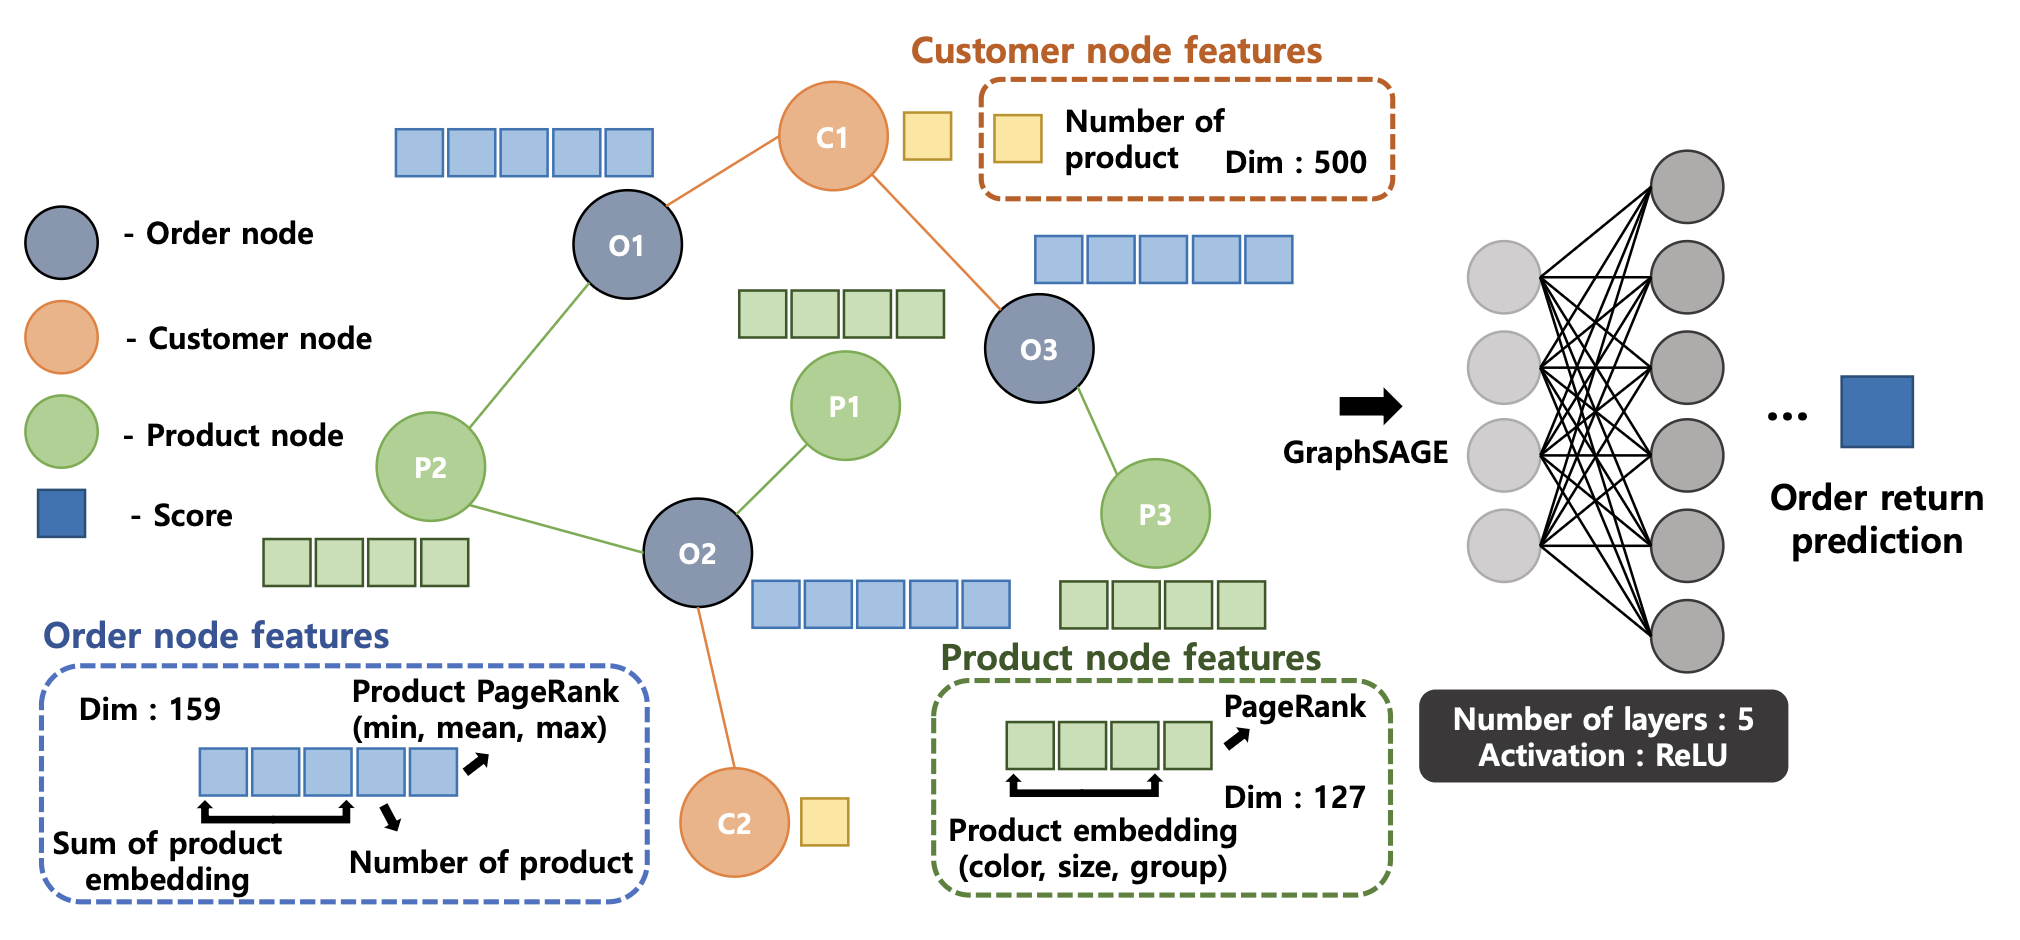 Customer node features
Number of
product
Dim : 500
C1
O1
- Order node
- Customer node
- Product node
- Score
O3
P1
P2
P3
O2
C2
GraphSAGE
...
Order return
prediction
Number of layers : 5
Activation : ReLU
Order node features
Dim : 159
Product PageRank
(min, mean, max)
Sum of product
embedding
Number of product
Product node features
PageRank
Dim : 127
Product embedding
(color, size, group)